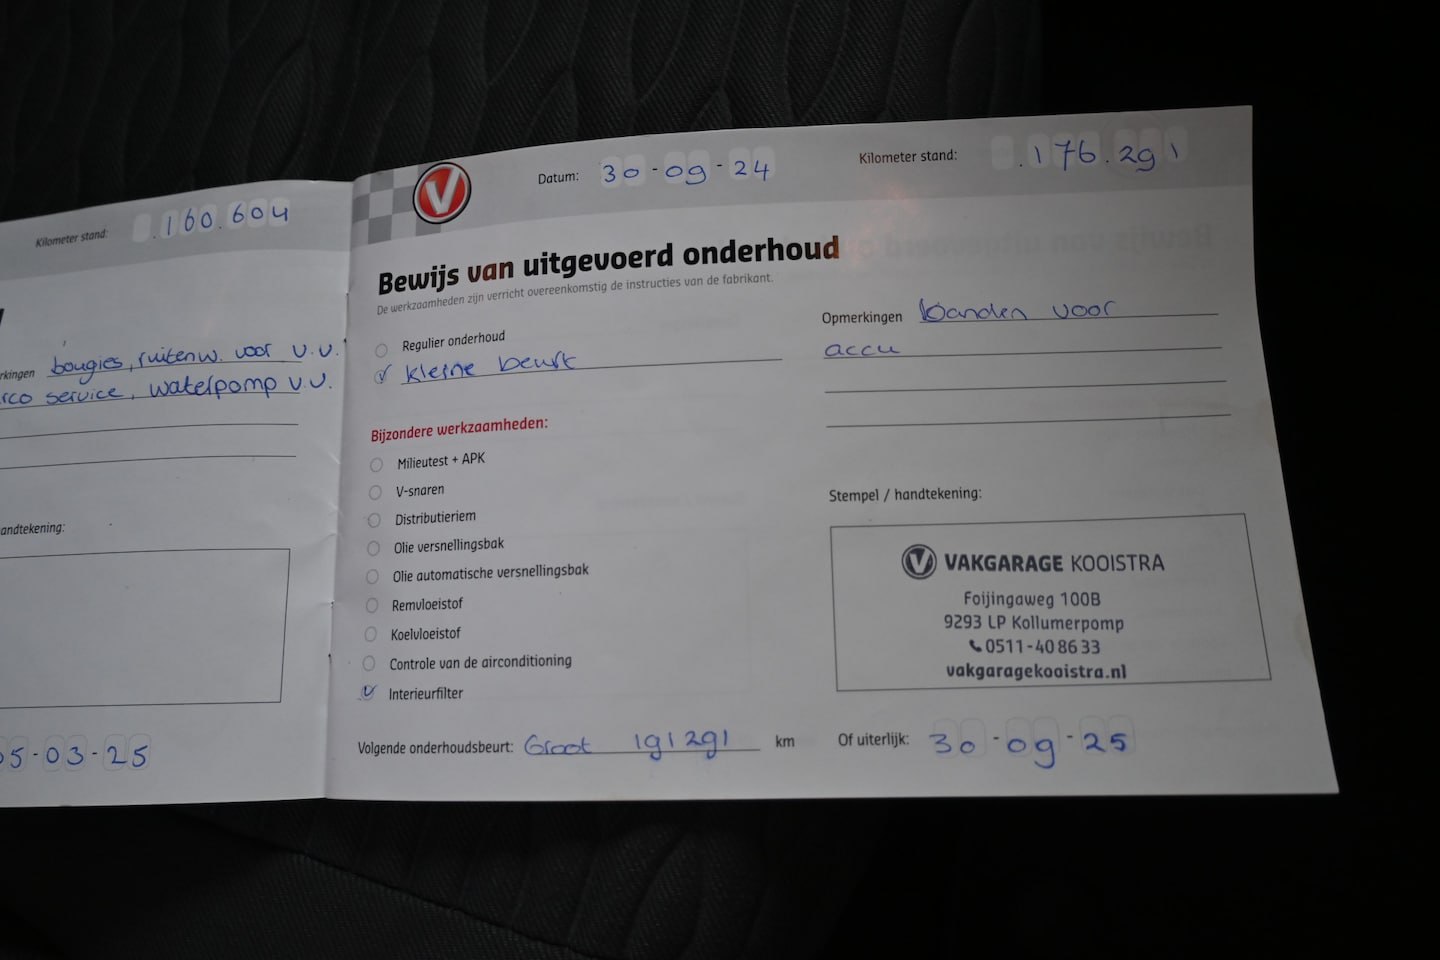 Kilometer stand: .160.604
rkingen bougies, ruitenw. voor v.v.
rco service, waterpomp v.v.
andtekening:
5-03-25
V
Datum: 30-09-24
Kilometer stand: .176.291
Bewijs van uitgevoerd onderhoud
De werkzaamheden zijn verricht overeenkomstig de instructies van de fabrikant.
Regulier onderhoud
kleine beurt
Opmerkingen banden voor
accu
Bijzondere werkzaamheden:
Milieutest + APK
V-snaren
Distributieriem
Olie versnellingsbak
Olie automatische versnellingsbak
Remvloeistof
Koelvloeistof
Controle van de airconditioning
Interieurfilter
Stempel / handtekening:
VAKGARAGE KOOISTRA
Foijingaweg 100B
9293 LP Kollumerpomp
0511-408633
vakgaragekooistra.nl
Volgende onderhoudsbeurt: Groot 191291 km
Of uiterlijk: 30-09-25